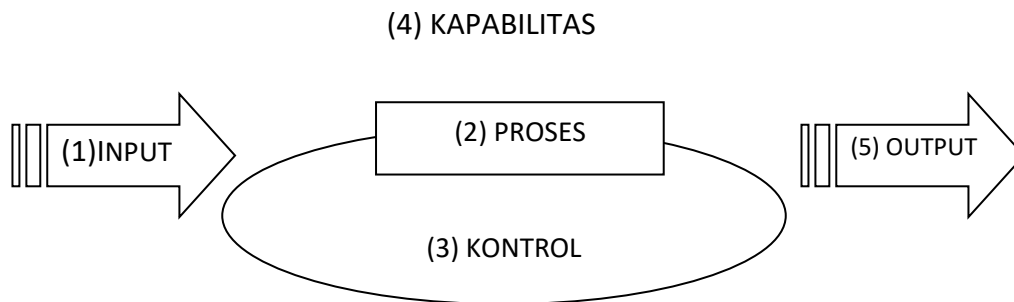 (4) KAPABILITAS
(1)INPUT
(2) PROSES
(5) OUTPUT
(3) KONTROL